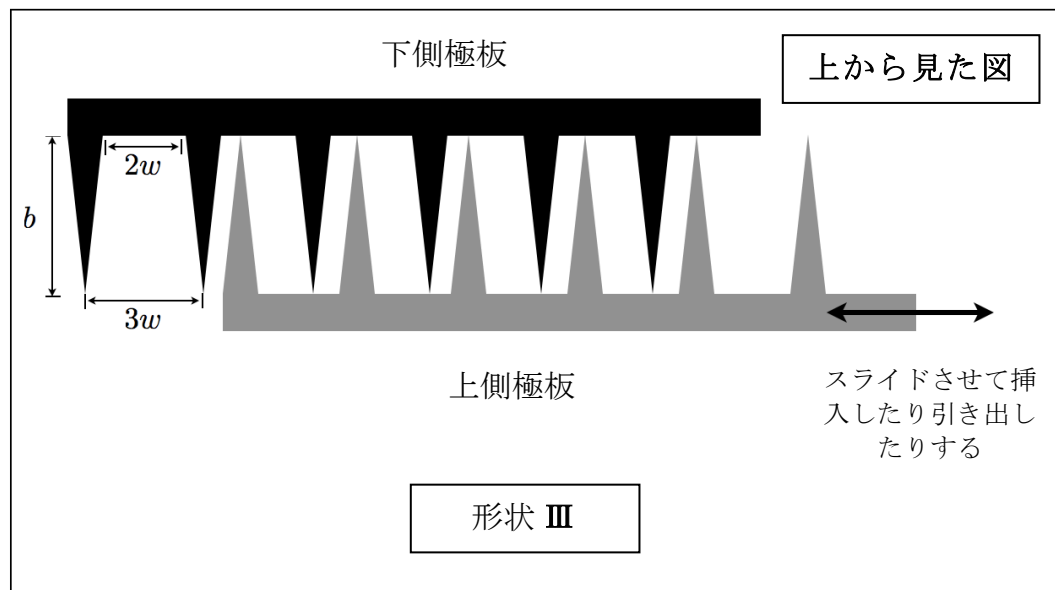 下側極板
上から見た図
2w
b
3w
上側極板
スライドさせて挿
入したり引き出し
たりする
形状 Ⅲ